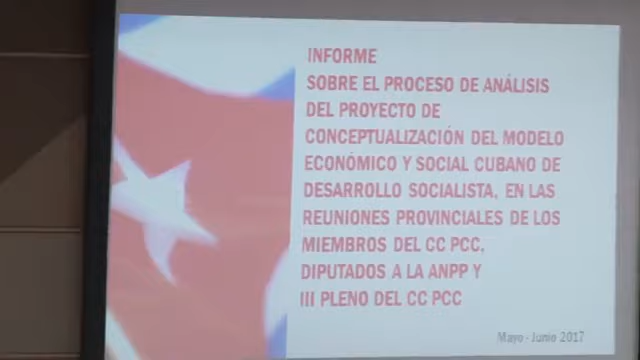 INFORME
SOBRE EL PROCESO DE ANÁLISIS
DEL PROYECTO DE
CONCEPTUALIZACIÓN DEL MODELO
ECONÓMICO Y SOCIAL CUBANO DE
DESARROLLO SOCIALISTA, EN LAS
REUNIONES PROVINCIALES DE LOS
MIEMBROS DEL CC PCC,
DIPUTADOS A LA ANPP Y
III PLENO DEL CC PCC
Mayo - Junio 2017